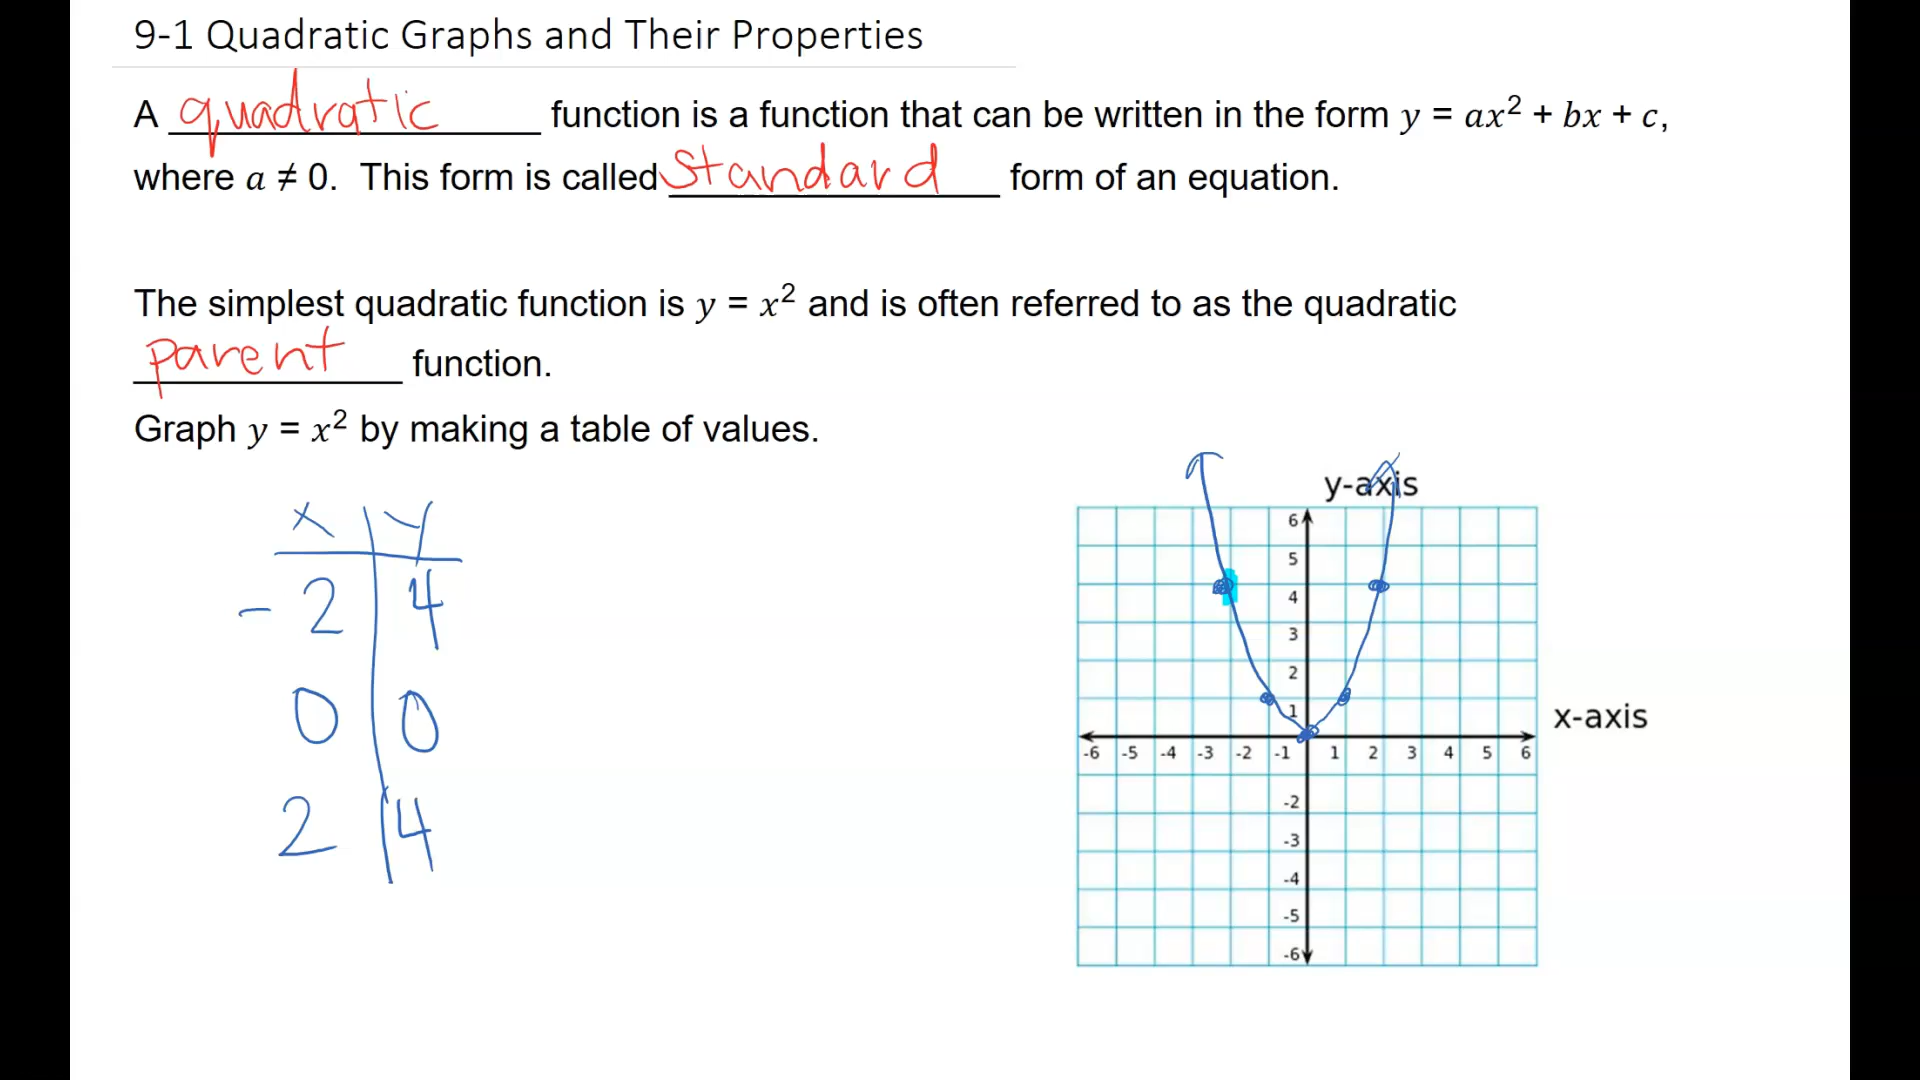 9-1 Quadratic Graphs and Their Properties
A quadratic function is a function that can be written in the form y = ax² + bx + c,
where a ≠ 0. This form is called standard form of an equation.
The simplest quadratic function is y = x² and is often referred to as the quadratic
parent function.
Graph y = x² by making a table of values.
x y
-2 4
0 0
2 4
y-axis
6
5
4
3
2
1
x-axis
-6 -5 -4 -3 -2 -1 1 2 3 4 5 6
-2
-3
-4
-5
-6